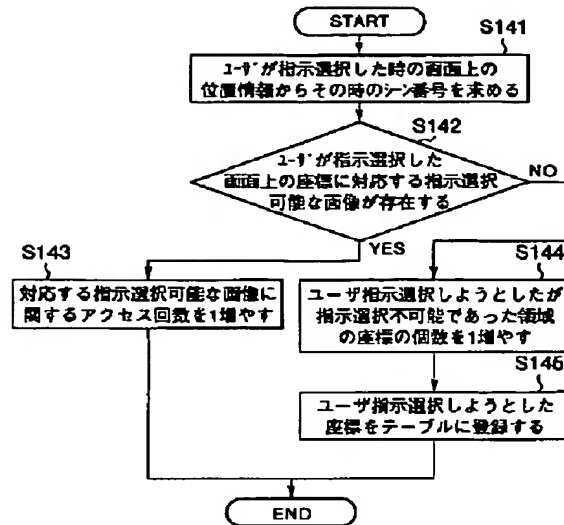 START
S141
ﾕｰｻﾞが指示選択した時の画面上の
位置情報からその時のｼｰﾝ番号を求める
S142
ﾕｰｻﾞが指示選択した
画面上の座標に対応する指示選択
可能な画像が存在する
NO
YES
S143
対応する指示選択可能な画像に
関するアクセス回数を1増やす
S144
ユーザ指示選択しようとしたが
指示選択不可能であった領域
の座標の個数を1増やす
S145
ユーザ指示選択しようとした
座標をテーブルに登録する
END